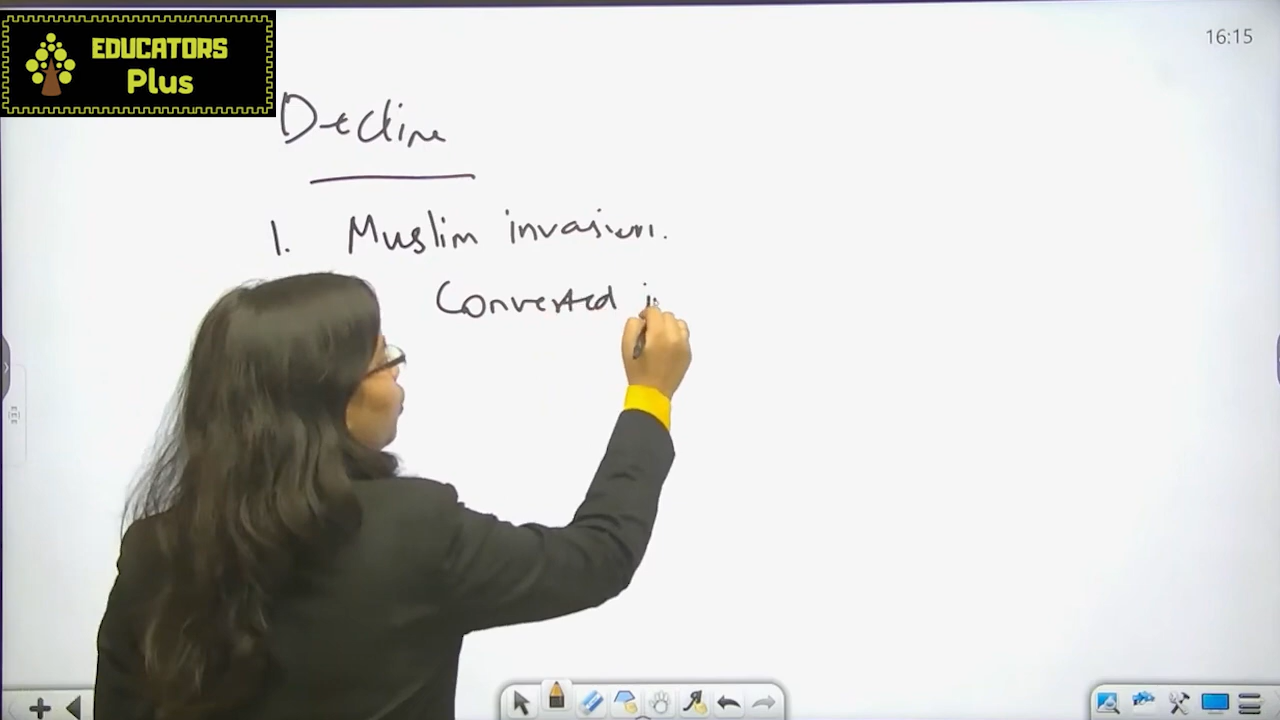 EDUCATORS
Plus
16:15
Decline
1. Muslim invasion.
Converted i